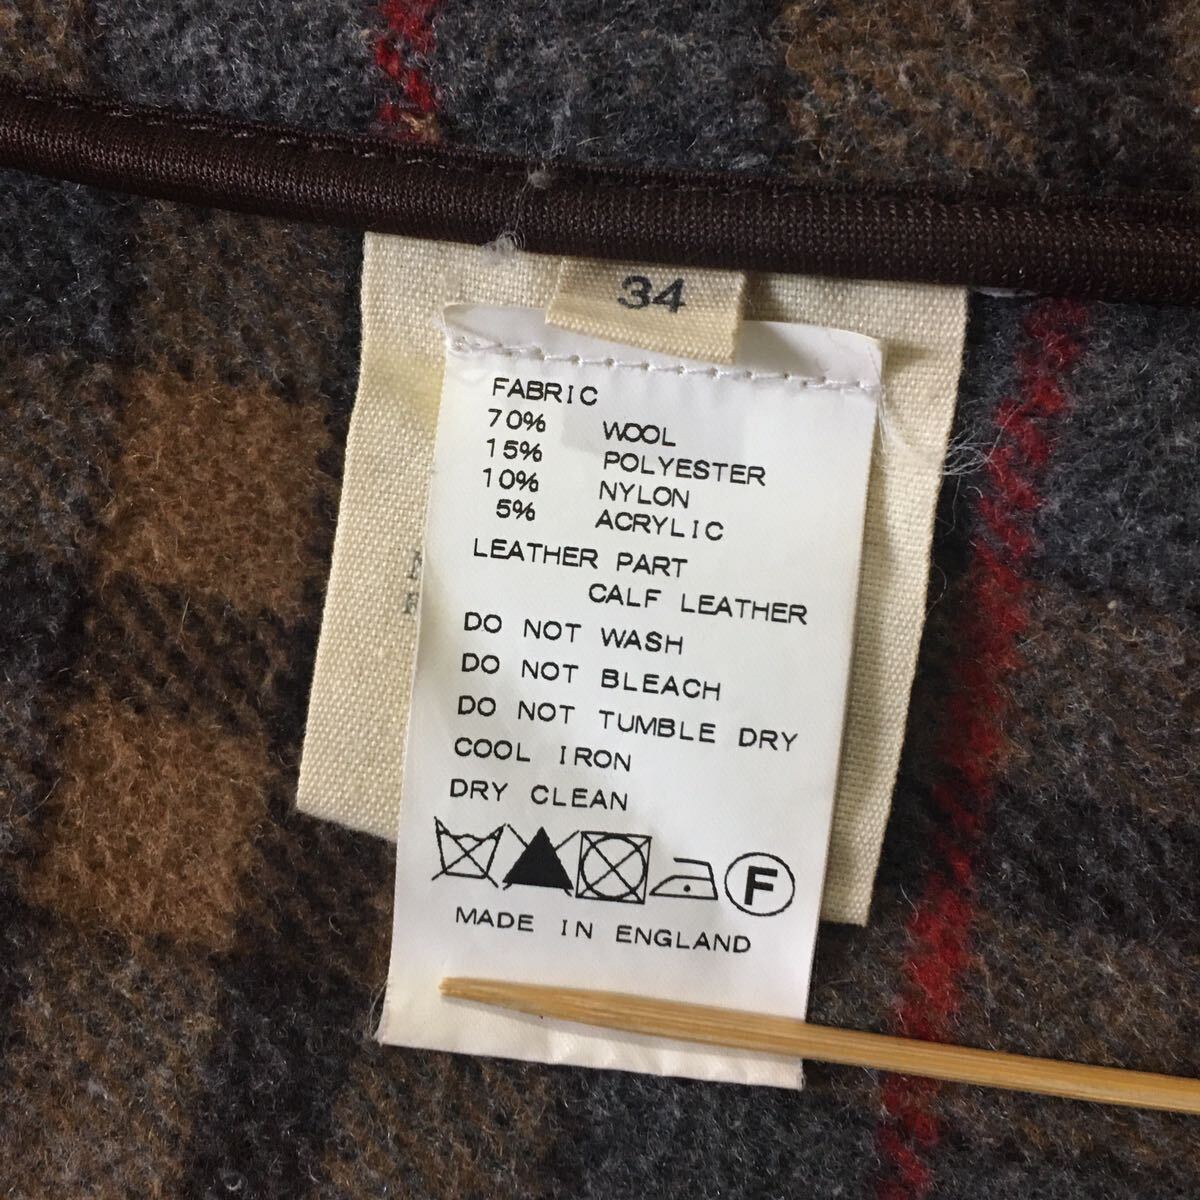 34
FABRIC
70% WOOL
15% POLYESTER
10% NYLON
5% ACRYLIC
LEATHER PART
CALF LEATHER
DO NOT WASH
DO NOT BLEACH
DO NOT TUMBLE DRY
COOL IRON
DRY CLEAN
F
MADE IN ENGLAND